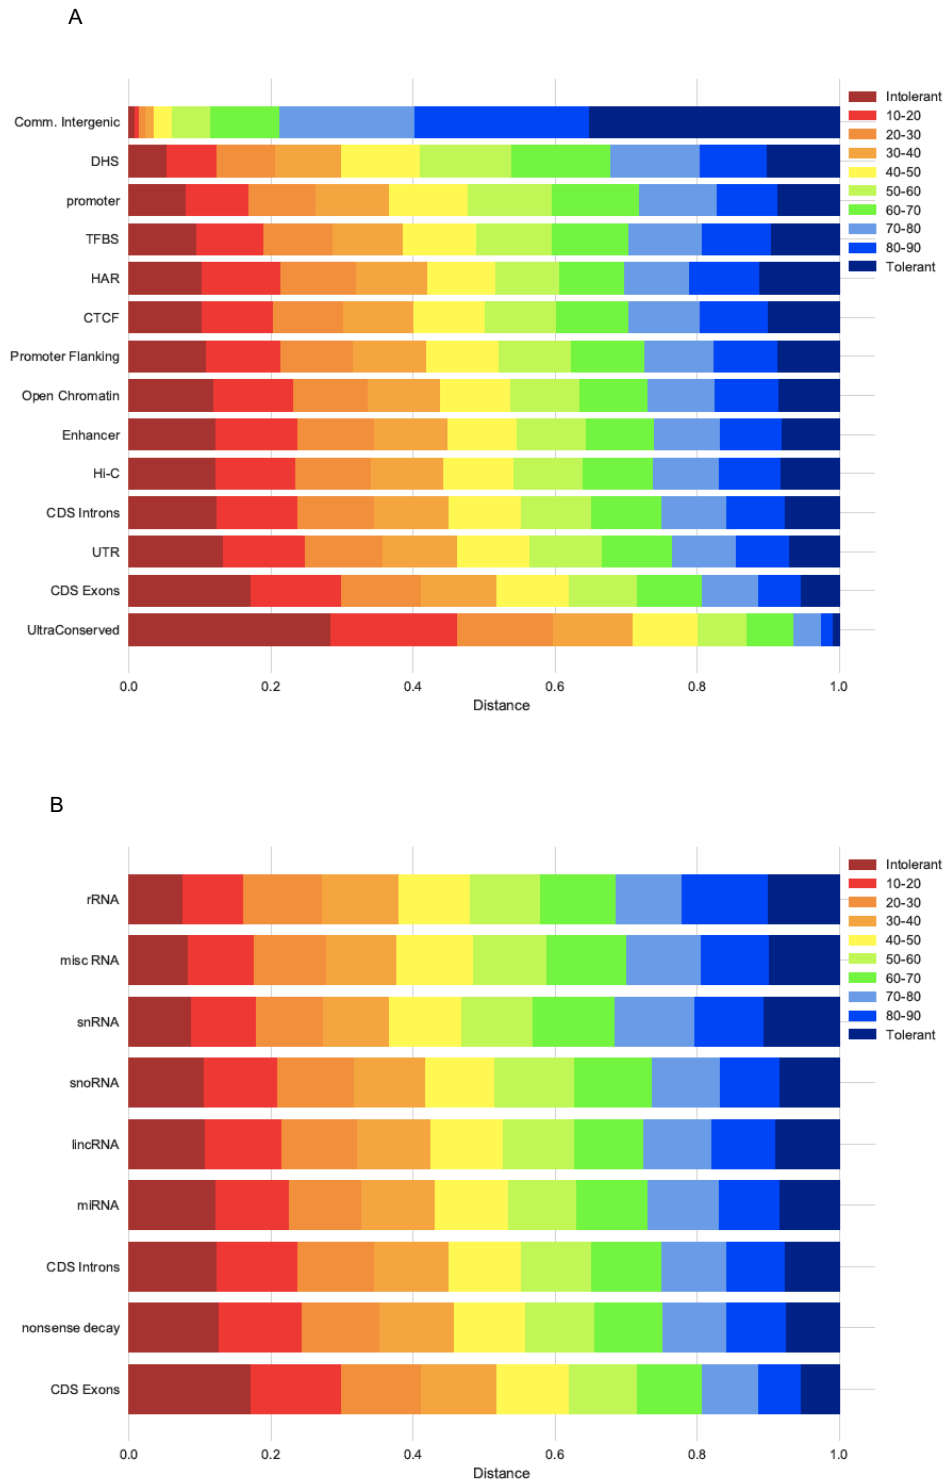 A
Comm. Intergenic
DHS
promoter
TFBS
HAR
CTCF
Promoter Flanking
Open Chromatin
Enhancer
Hi-C
CDS Introns
UTR
CDS Exons
UltraConserved
0.0 0.2 0.4 0.6 0.8 1.0
Distance
Intolerant
10-20
20-30
30-40
40-50
50-60
60-70
70-80
80-90
Tolerant
B
rRNA
misc RNA
snRNA
snoRNA
lincRNA
miRNA
CDS Introns
nonsense decay
CDS Exons
0.0 0.2 0.4 0.6 0.8 1.0
Distance
Intolerant
10-20
20-30
30-40
40-50
50-60
60-70
70-80
80-90
Tolerant